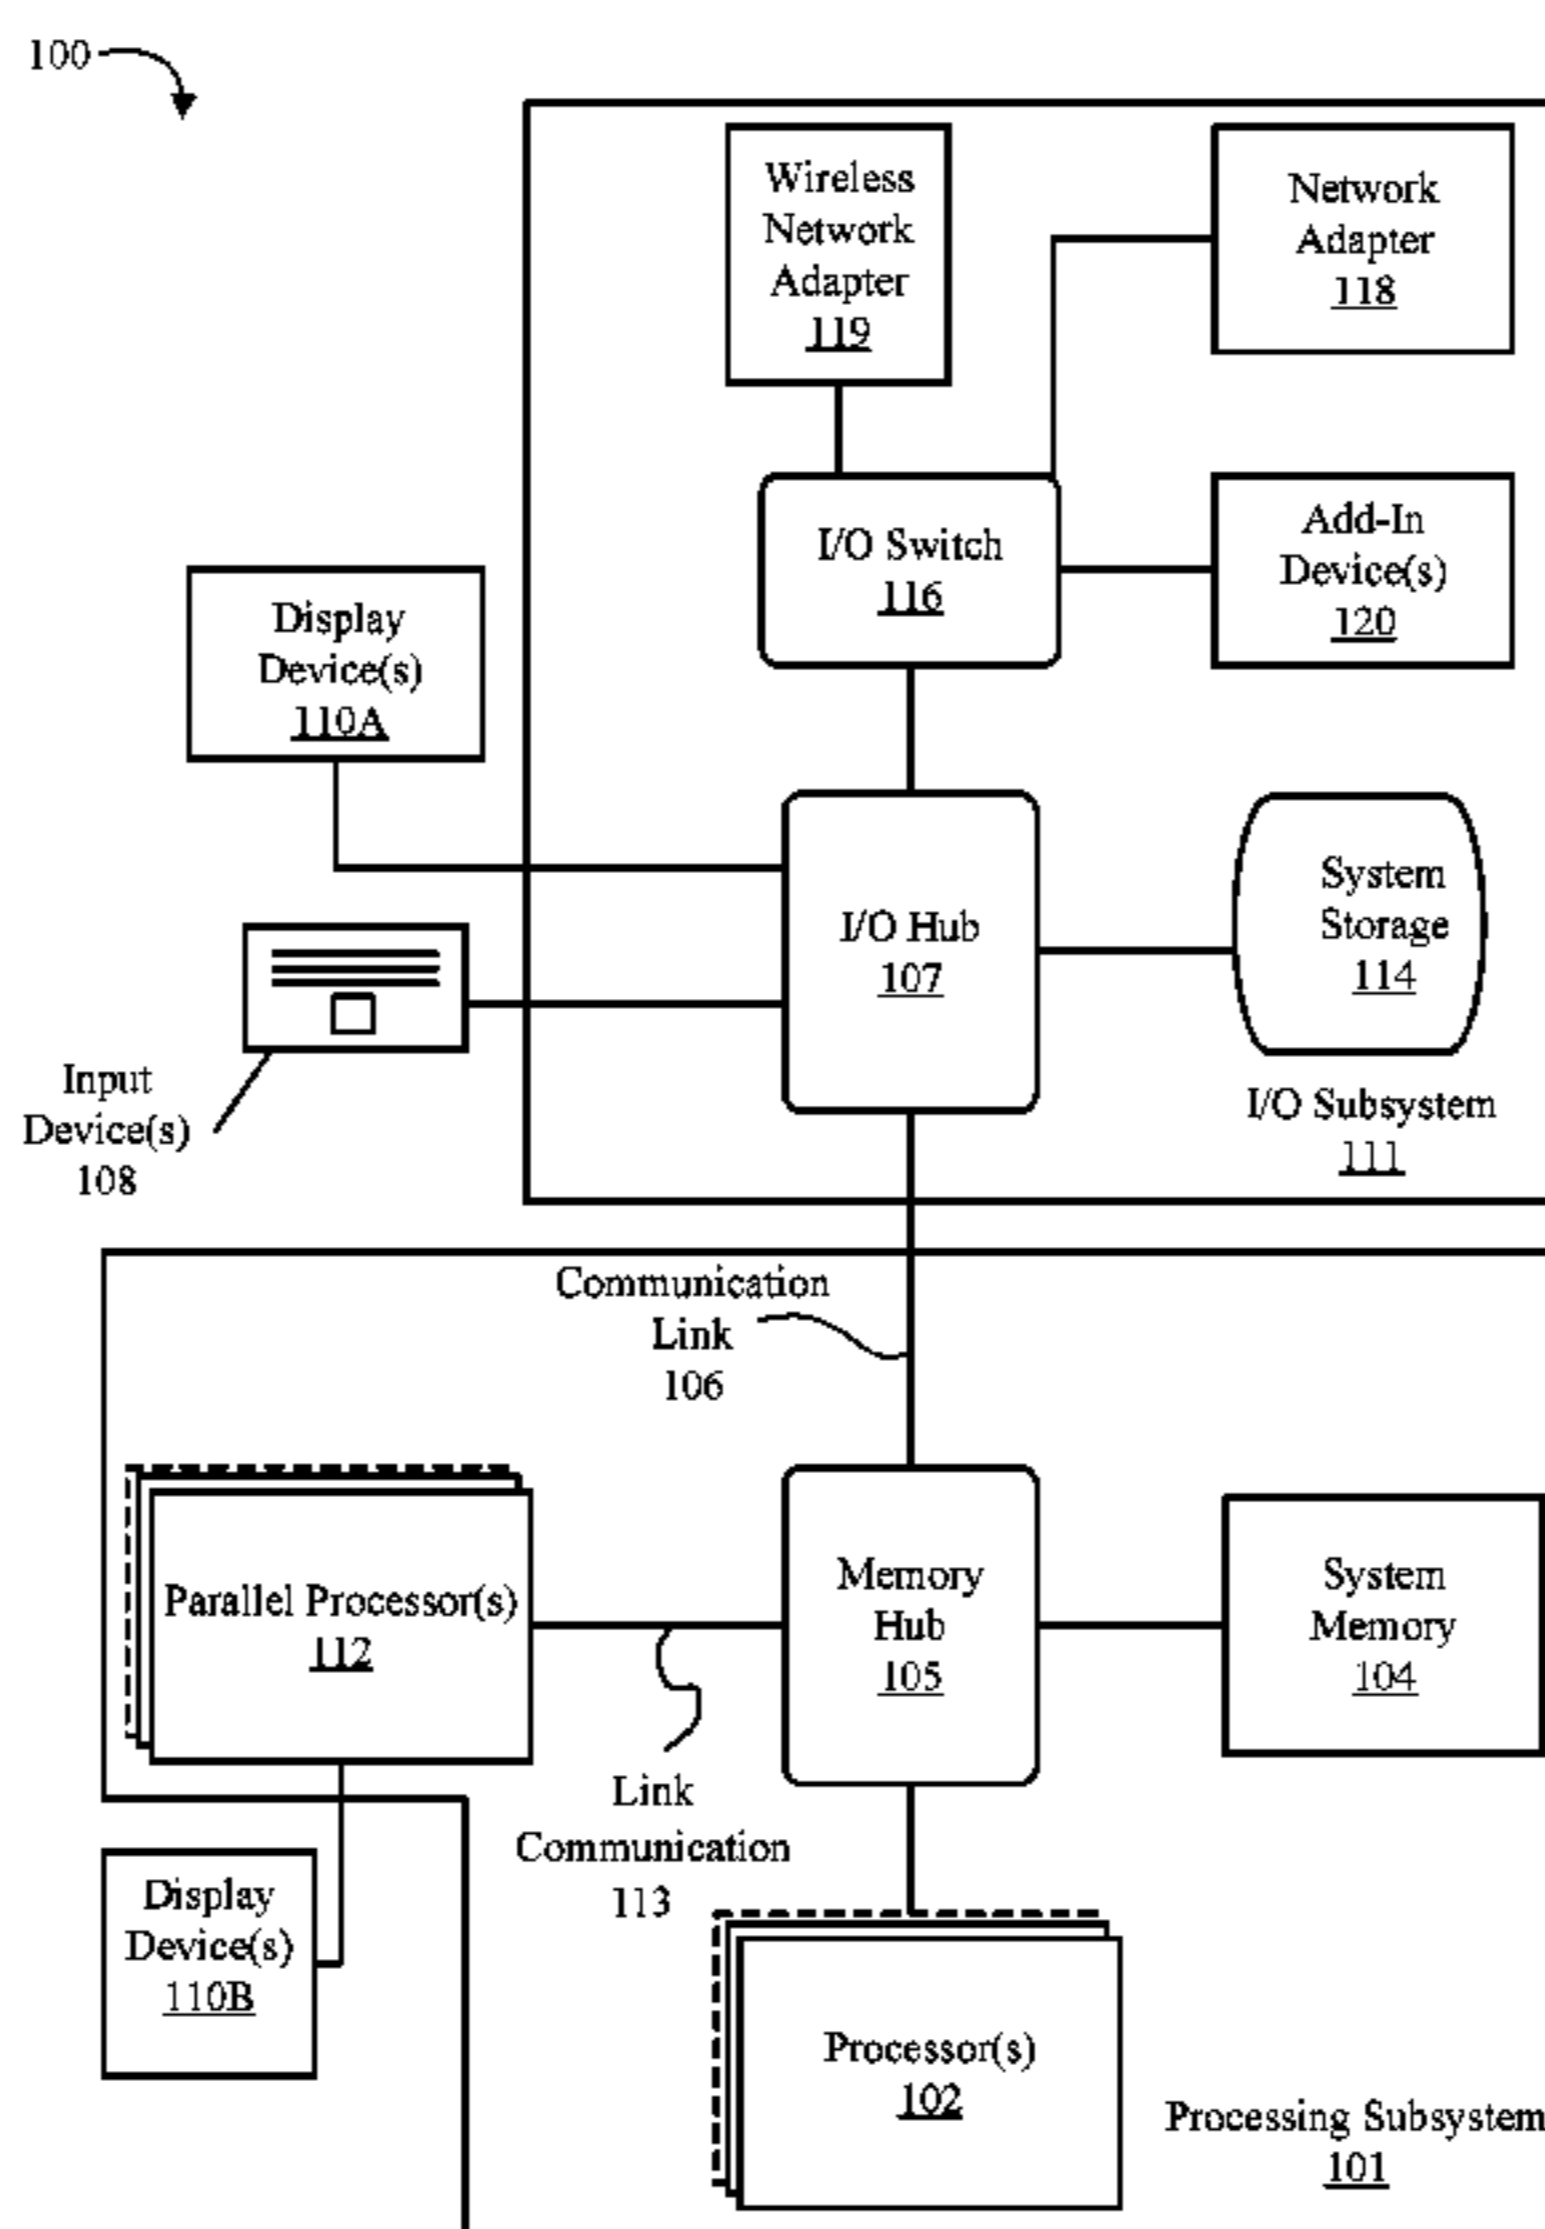 100
Wireless
Network
Adapter
119
Network
Adapter
118
I/O Switch
116
Add-In
Device(s)
120
Display
Device(s)
110A
I/O Hub
107
System
Storage
114
Input
Device(s)
108
I/O Subsystem
111
Communication
Link
106
Parallel Processor(s)
112
Memory
Hub
105
System
Memory
104
Link
Communication
113
Display
Device(s)
110B
Processor(s)
102
Processing Subsystem
101